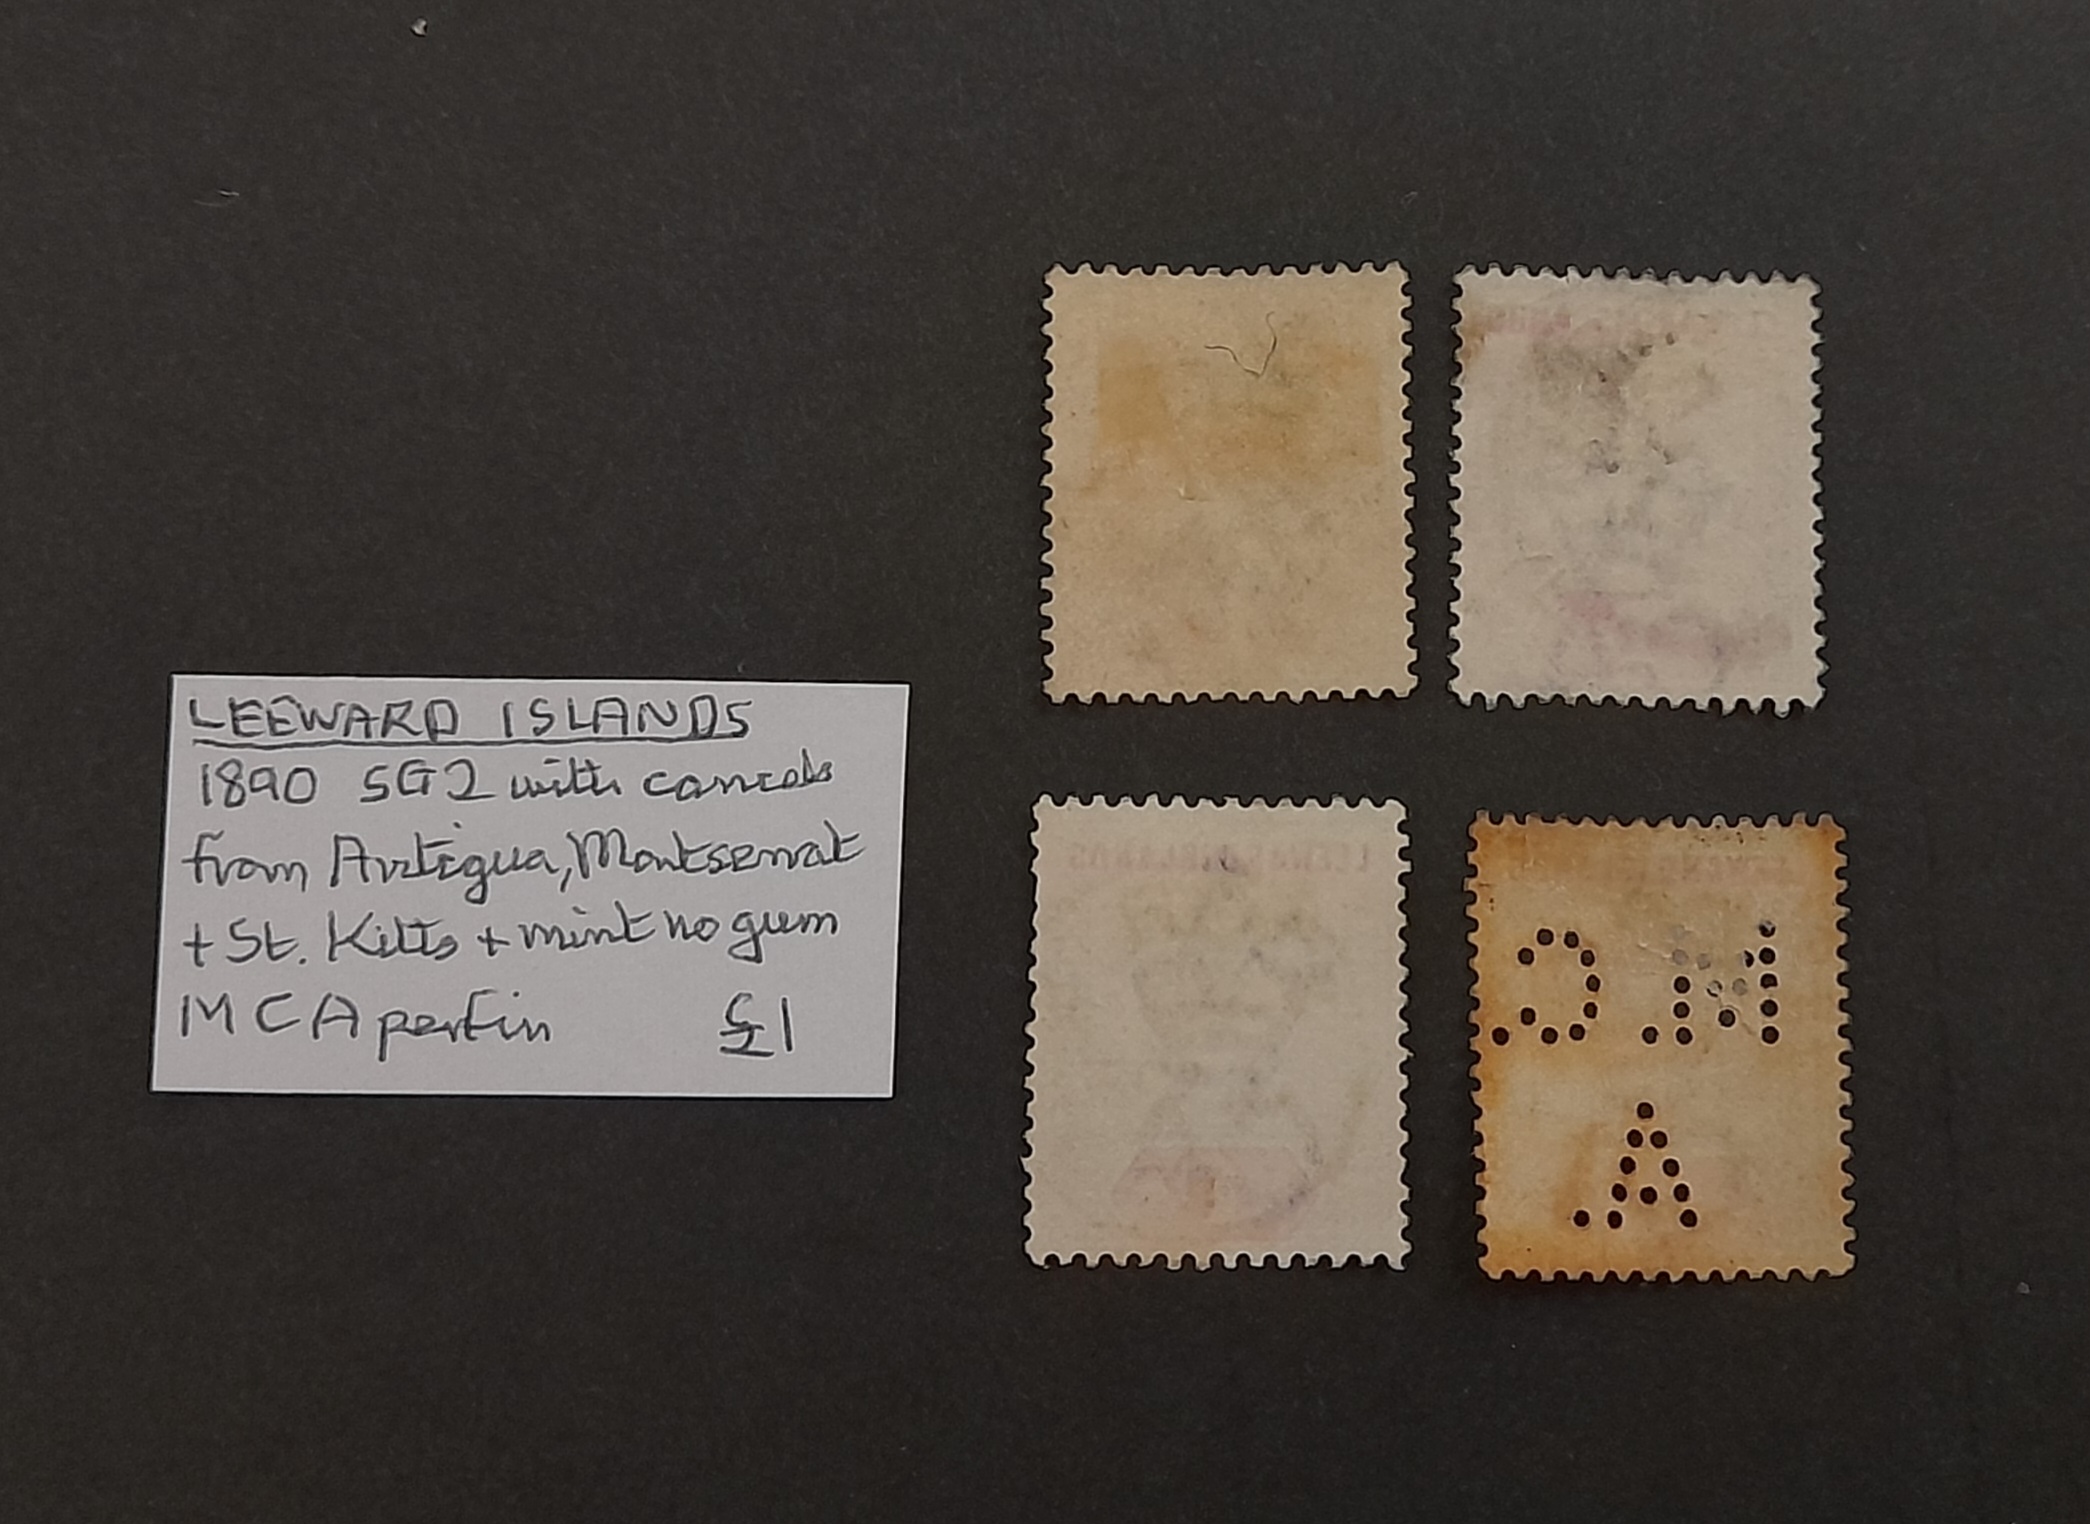 LEEWARD ISLANDS
1890 SG2 with cancels
from Antigua, Montserrat
+ St. Kitts + mint no gum
MCA perfin £1
M.C.
A.